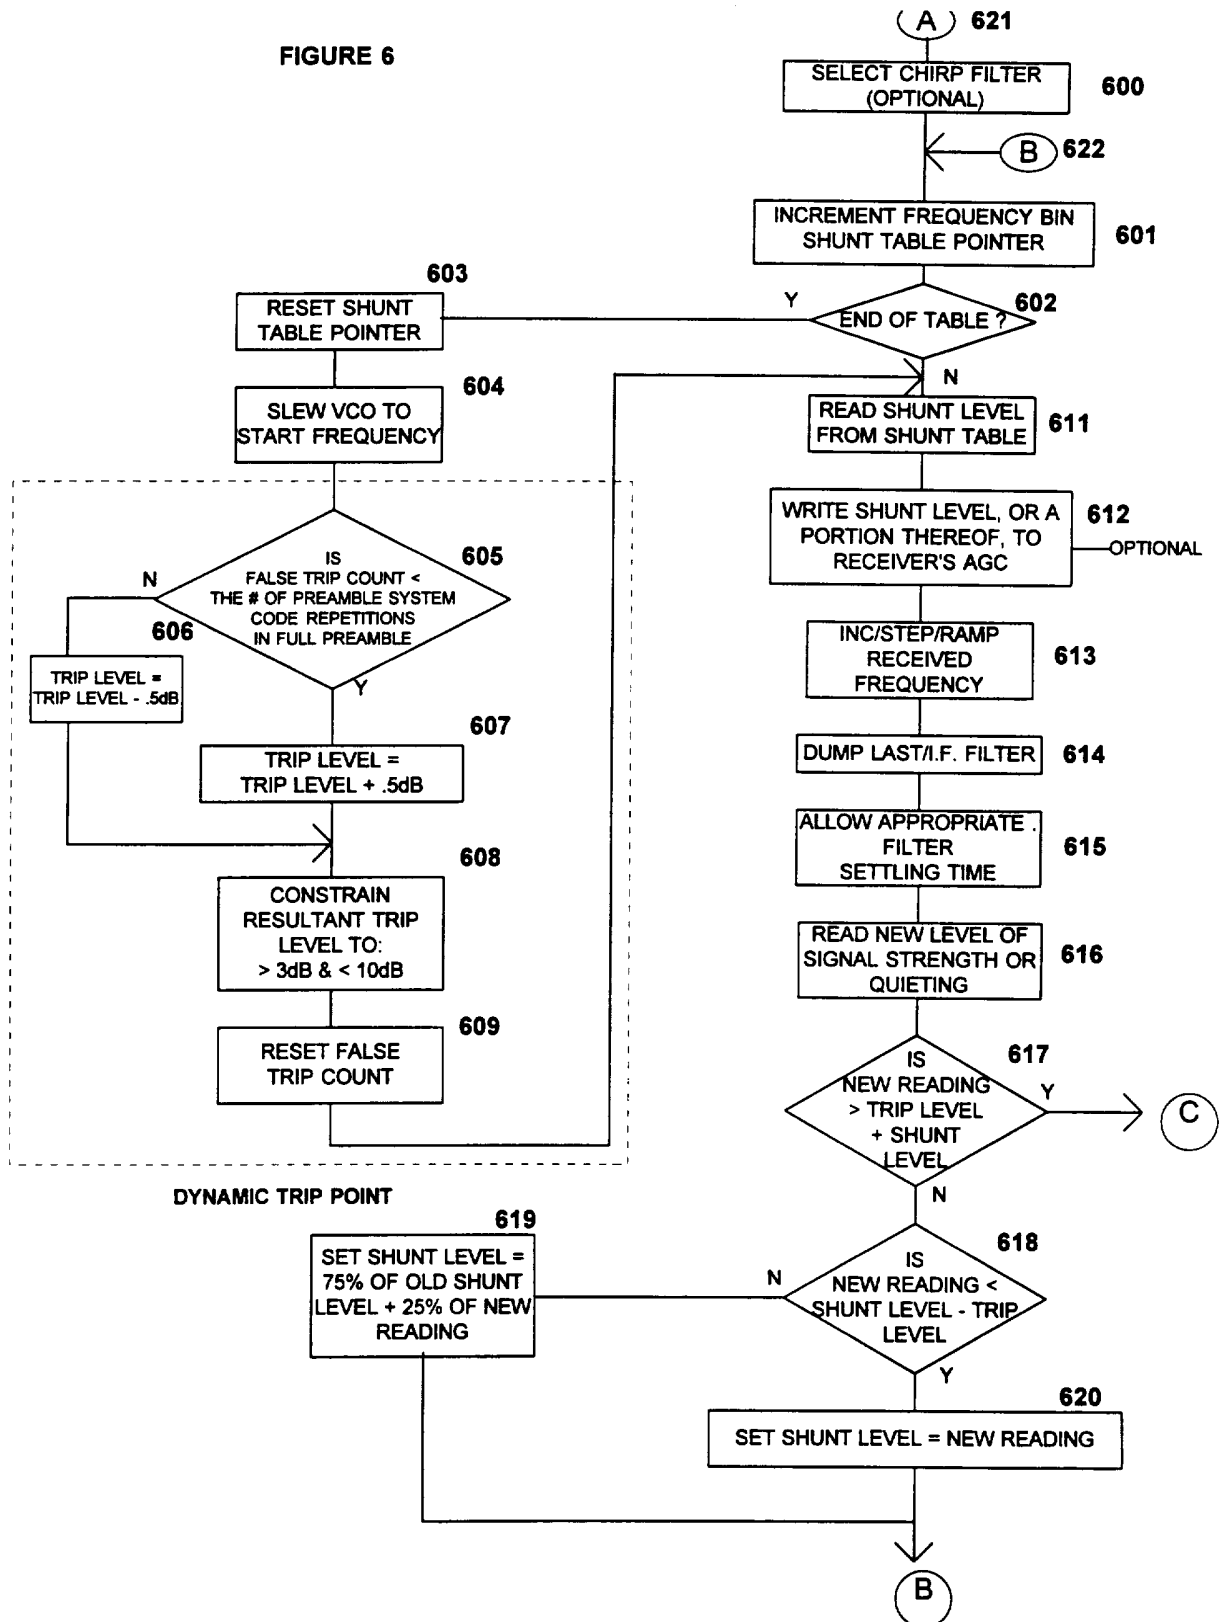 FIGURE 6
A 621
SELECT CHIRP FILTER
(OPTIONAL)
600
B 622
INCREMENT FREQUENCY BIN
SHUNT TABLE POINTER
601
602
END OF TABLE ?
Y
N
603
RESET SHUNT
TABLE POINTER
604
SLEW VCO TO
START FREQUENCY
605
IS
FALSE TRIP COUNT <
THE # OF PREAMBLE SYSTEM
CODE REPETITIONS
IN FULL PREAMBLE
N
Y
606
TRIP LEVEL =
TRIP LEVEL - .5dB
607
TRIP LEVEL =
TRIP LEVEL + .5dB
608
CONSTRAIN
RESULTANT TRIP
LEVEL TO:
> 3dB & < 10dB
609
RESET FALSE
TRIP COUNT
DYNAMIC TRIP POINT
READ SHUNT LEVEL
FROM SHUNT TABLE
611
WRITE SHUNT LEVEL, OR A
PORTION THEREOF, TO
RECEIVER'S AGC
612
OPTIONAL
INC/STEP/RAMP
RECEIVED
FREQUENCY
613
DUMP LAST/I.F. FILTER
614
ALLOW APPROPRIATE .
FILTER
SETTLING TIME
615
READ NEW LEVEL OF
SIGNAL STRENGTH OR
QUIETING
616
617
IS
NEW READING
> TRIP LEVEL
+ SHUNT
LEVEL
Y
C
N
618
IS
NEW READING <
SHUNT LEVEL - TRIP
LEVEL
N
Y
619
SET SHUNT LEVEL =
75% OF OLD SHUNT
LEVEL + 25% OF NEW
READING
620
SET SHUNT LEVEL = NEW READING
B